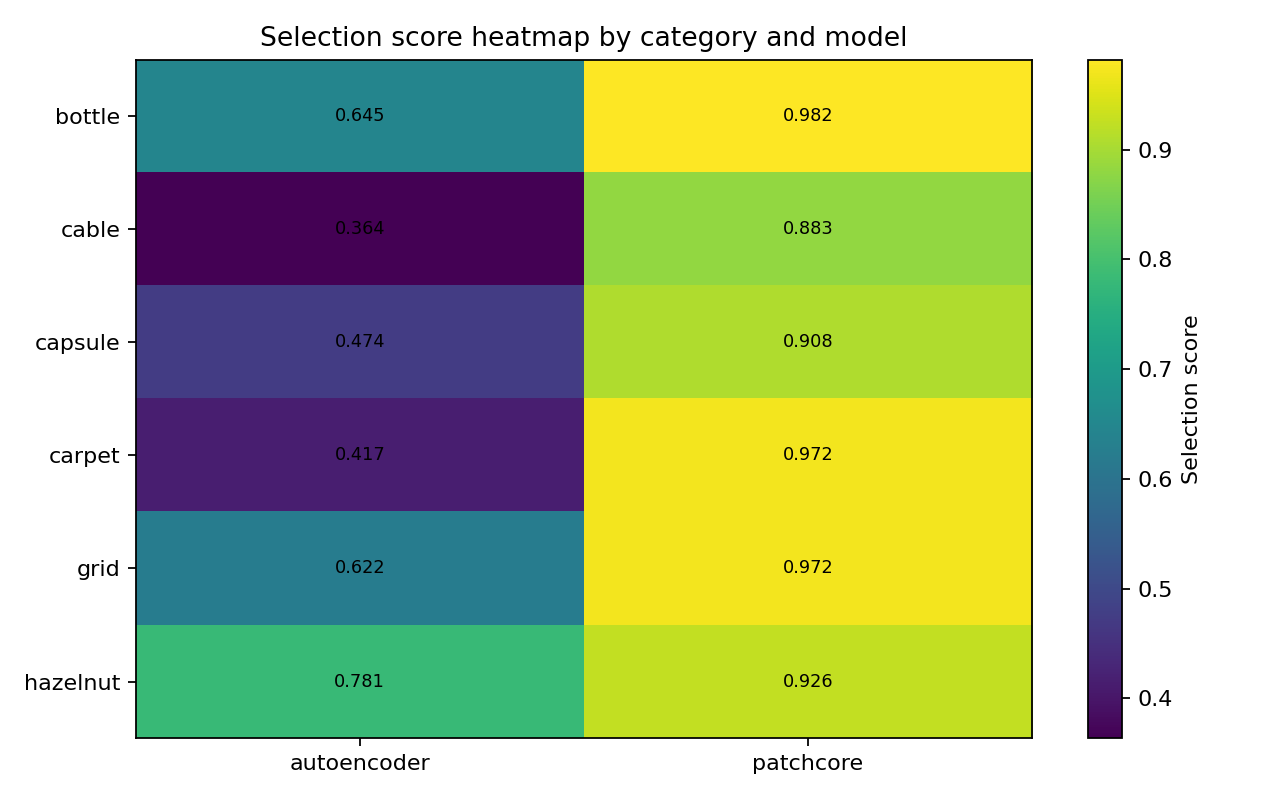 Selection score heatmap by category and model
bottle 0.645 0.982 
cable 0.364 0.883
capsule 0.474 0.908
carpet 0.417 0.972
grid 0.622 0.972
hazelnut 0.781 0.926
autoencoder patchcore
0.9
0.8
0.7
0.6
0.5
0.4
Selection score